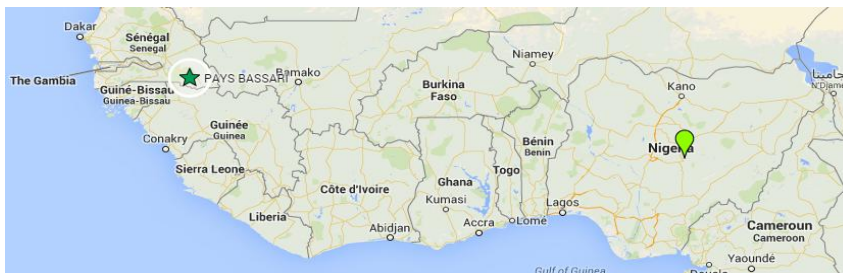 Dakar
Sénégal
Senegal
The Gambia
PAYS BASSARI
Bamako
Guiné-Bissau
Guinea-Bissau
Guinée
Guinea
Conakry
Sierra Leone
Liberia
Côte d'Ivoire
Abidjan
Burkina
Faso
Niamey
Ghana
Kumasi
Accra
Togo
Lomé
Bénin
Benin
Lagos
Kano
Nigeria
N'Djame
Cameroun
Cameroon
Yaoundé
Douala
Gulf of Guinea